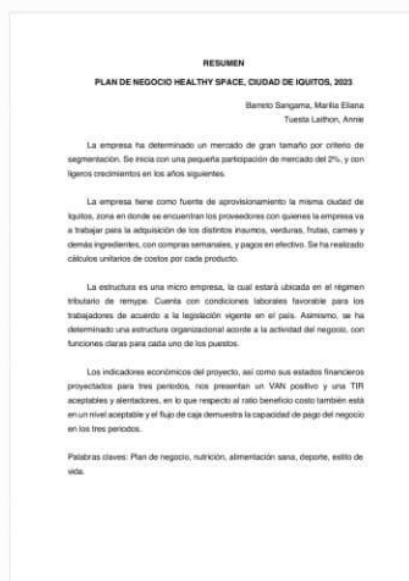 RESUMEN
PLAN DE NEGOCIO HEALTHY SPACE, CIUDAD DE IQUITOS, 2023
Barreto Sangama, Marilia Eliana
Tuesta Laithon, Annie
La empresa ha determinado un mercado de gran tamaño por criterio de
segmentación. Se inicia con una pequeña participación de mercado del 2%, y con
ligeros crecimientos en los años siguientes.
La empresa tiene como fuente de aprovisionamiento la misma ciudad de
Iquitos, zona en donde se encuentran los proveedores con quienes la empresa va
a trabajar para la adquisición de los distintos insumos, verduras, frutas, carnes y
demás ingredientes, con compras semanales, y pagos en efectivo. Se ha realizado
cálculos unitarios de costos por cada producto.
La estructura es una micro empresa, la cual estará ubicada en el régimen
tributario de remype. Cuenta con condiciones laborales favorable para los
trabajadores de acuerdo a la legislación vigente en el país. Asimismo, se ha
determinado una estructura organizacional acorde a la actividad del negocio, con
funciones claras para cada uno de los puestos.
Los indicadores económicos del proyecto, así como sus estados financieros
proyectados para tres periodos, nos presentan un VAN positivo y una TIR
aceptables y alentadores, en lo que respecto al ratio beneficio costo también está
en un nivel aceptable y el flujo de caja demuestra la capacidad de pago del negocio
en los tres periodos.
Palabras claves: Plan de negocio, nutrición, alimentación sana, deporte, estilo de
vida.